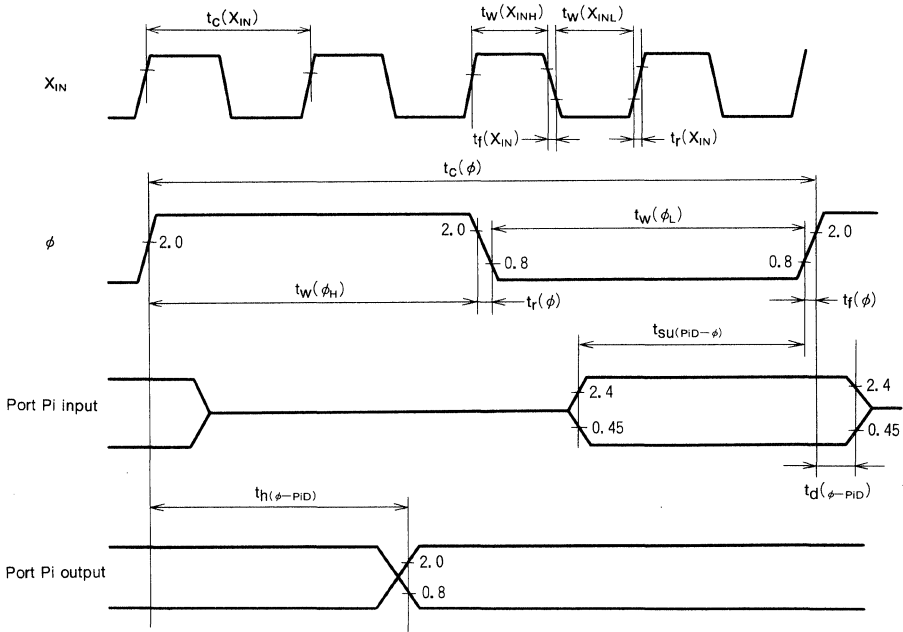 tc(XIN)
tw(XINH)
tw(XINL)
XIN
tf(XIN)
tr(XIN)
tc(φ)
φ
2.0
2.0
0.8
tw(φL)
0.8
2.0
tw(φH)
tr(φ)
tf(φ)
tsu(PiD−φ)
Port Pi input
2.4
0.45
2.4
0.45
th(φ−PiD)
td(φ−PiD)
Port Pi output
2.0
0.8